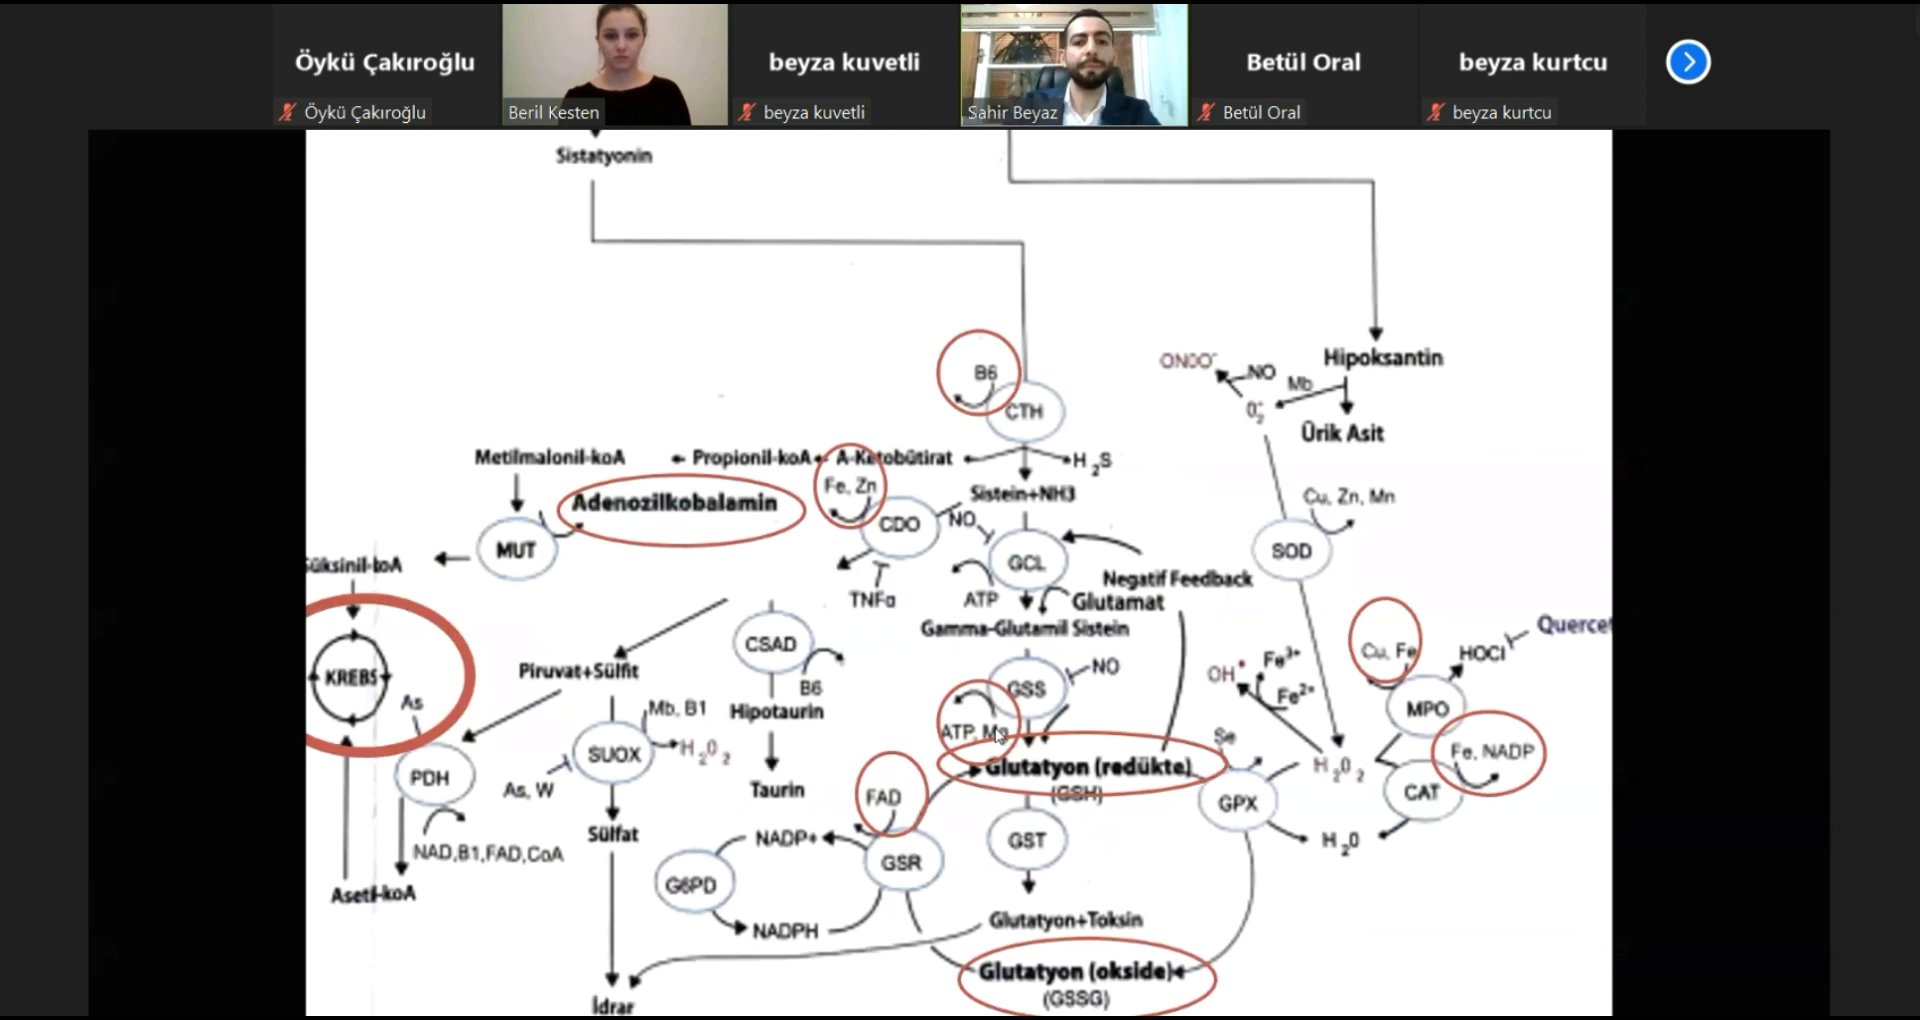 Öykü Çakıroğlu
beyza kuvetli
Betül Oral
beyza kurtcu
Öykü Çakıroğlu
Beril Kesten
beyza kuvetli
Sahir Beyaz
Betül Oral
beyza kurtcu
Sistatyonin
B6
CTH
ONOO⁻
NO
Mb
O₂⁻
Hipoksantin
Ürik Asit
Metilmalonil-koA
Propionil-koA
A-Ketobütirat
H₂S
Adenozilkobalamin
Fe, Zn
Sistein+NH3
Cu, Zn, Mn
MUT
CDO
NO
GCL
SOD
Süksinil-koA
TNFα
ATP
Negatif Feedback
Glutamat
Gamma-Glutamil Sistein
Quercet
CSAD
B6
KREBS
As
Piruvat+Sülfit
Mb, B1
Hipotaurin
GSS
NO
ATP, Mg
OH•
Fe³⁺
Fe²⁺
Cu, Fe
HOCl
MPO
PDH
SUOX
H₂O₂
As, W
Taurin
FAD
Glutatyon (redükte)
(GSH)
Se
GPX
H₂O₂
Fe, NADP
CAT
NAD,B1,FAD,CoA
Sülfat
NADP+
GSR
GST
H₂O
Asetil-koA
G6PD
NADPH
Glutatyon+Toksin
Glutatyon (okside)
(GSSG)
İdrar